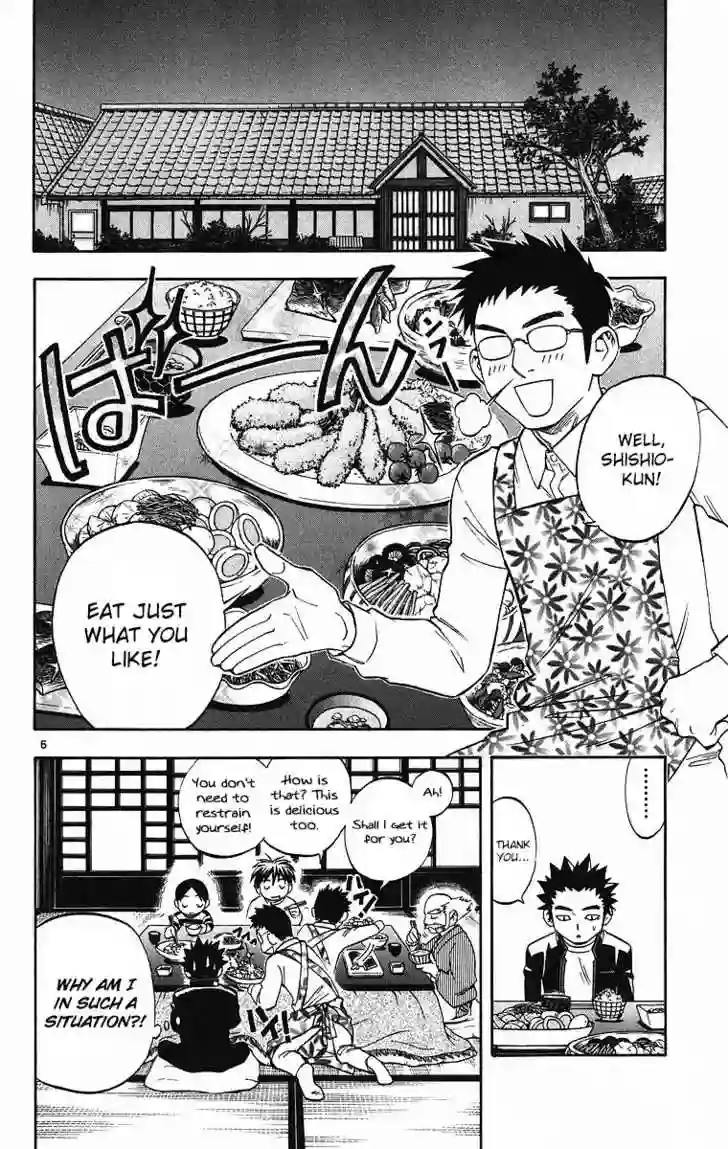 ばーん
WELL,
SHISHIO-
KUN!
EAT JUST
WHAT YOU
LIKE!
6
........
THANK
YOU...
Ah!
Shall I get it
for you?
How is
that? This
is delicious
too.
You don't
need to
restrain
yourself!
WHY AM I
IN SUCH A
SITUATION?!